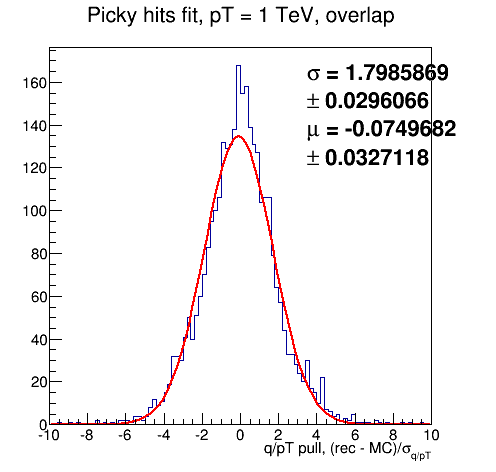 Picky hits fit, pT = 1 TeV, overlap
σ = 1.7985869
± 0.0296066
μ = -0.0749682
± 0.0327118
160
140
120
100
80
60
40
20
0
-10 -8 -6 -4 -2 0 2 4 6 8 10
q/pT pull, (rec - MC)/σ_q/pT